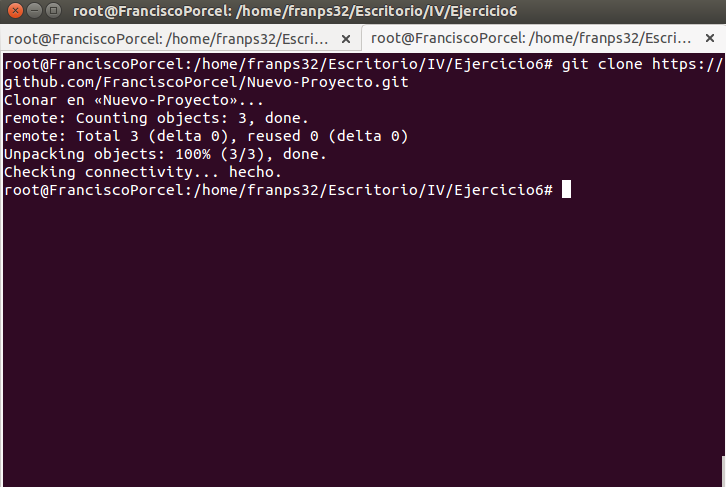 root@FranciscoPorcel: /home/franps32/Escritorio/IV/Ejercicio6
root@FranciscoPorcel: /home/franps32/Escri... × root@FranciscoPorcel: /home/franps32/Escri... ×
root@FranciscoPorcel:/home/franps32/Escritorio/IV/Ejercicio6# git clone https://
github.com/FranciscoPorcel/Nuevo-Proyecto.git
Clonar en «Nuevo-Proyecto»...
remote: Counting objects: 3, done.
remote: Total 3 (delta 0), reused 0 (delta 0)
Unpacking objects: 100% (3/3), done.
Checking connectivity... hecho.
root@FranciscoPorcel:/home/franps32/Escritorio/IV/Ejercicio6#